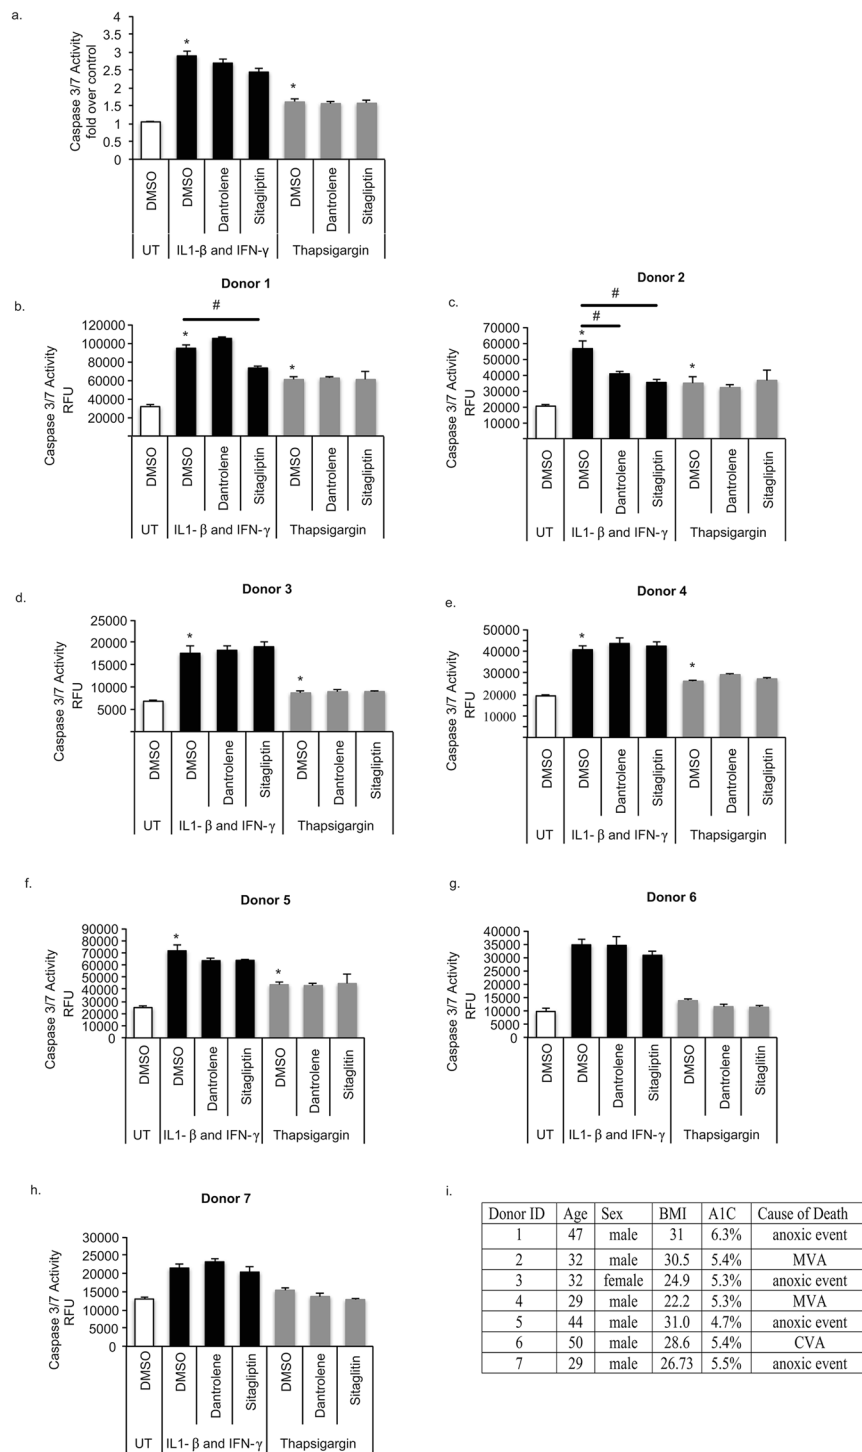 a.
Caspase 3/7 Activity
fold over control
4
3.5
3
2.5
2
1.5
1
0.5
0
*
*
DMSO
DMSO
Dantrolene
Sitagliptin
DMSO
Dantrolene
Sitagliptin
UT
IL1-β and IFN-γ
Thapsigargin
b.
Donor 1
Caspase 3/7 Activity
RFU
120000
100000
80000
60000
40000
20000
#
*
*
DMSO
DMSO
Dantrolene
Sitagliptin
DMSO
Dantrolene
Sitagliptin
UT
IL1- β and IFN-γ
Thapsigargin
c.
Donor 2
Caspase 3/7 Activity
RFU
70000
60000
50000
40000
30000
20000
10000
#
#
*
*
DMSO
DMSO
Dantrolene
Sitagliptin
DMSO
Dantrolene
Sitagliptin
UT
IL1- β and IFN-γ
Thapsigargin
d.
Donor 3
Caspase 3/7 Activity
RFU
25000
20000
15000
10000
5000
*
*
DMSO
DMSO
Dantrolene
Sitagliptin
DMSO
Dantrolene
Sitagliptin
UT
IL1- β and IFN-γ
Thapsigargin
e.
Donor 4
Caspase 3/7 Activity
RFU
50000
40000
30000
20000
10000
*
*
DMSO
DMSO
Dantrolene
Sitagliptin
DMSO
Dantrolene
Sitagliptin
UT
IL1- β and IFN-γ
Thapsigargin
f.
Donor 5
Caspase 3/7 Activity
RFU
90000
80000
70000
60000
50000
40000
30000
20000
10000
0
*
*
DMSO
DMSO
Dantrolene
Sitagliptin
DMSO
Dantrolene
Sitaglitin
UT
IL1- β and IFN-γ
Thapsigargin
g.
Donor 6
Caspase 3/7 Activity
RFU
40000
35000
30000
25000
20000
15000
10000
5000
0
DMSO
DMSO
Dantrolene
Sitagliptin
DMSO
Dantrolene
Sitagliptin
UT
IL1- β and IFN-γ
Thapsigargin
h.
Donor 7
Caspase 3/7 Activity
RFU
30000
25000
20000
15000
10000
5000
0
DMSO
DMSO
Dantrolene
Sitagliptin
DMSO
Dantrolene
Sitagliptin
UT
IL1- β and IFN-γ
Thapsigargin
i.
Donor ID Age Sex BMI A1C Cause of Death
1 47 male 31 6.3% anoxic event
2 32 male 30.5 5.4% MVA
3 32 female 24.9 5.3% anoxic event
4 29 male 22.2 5.3% MVA
5 44 male 31.0 4.7% anoxic event
6 50 male 28.6 5.4% CVA
7 29 male 26.73 5.5% anoxic event